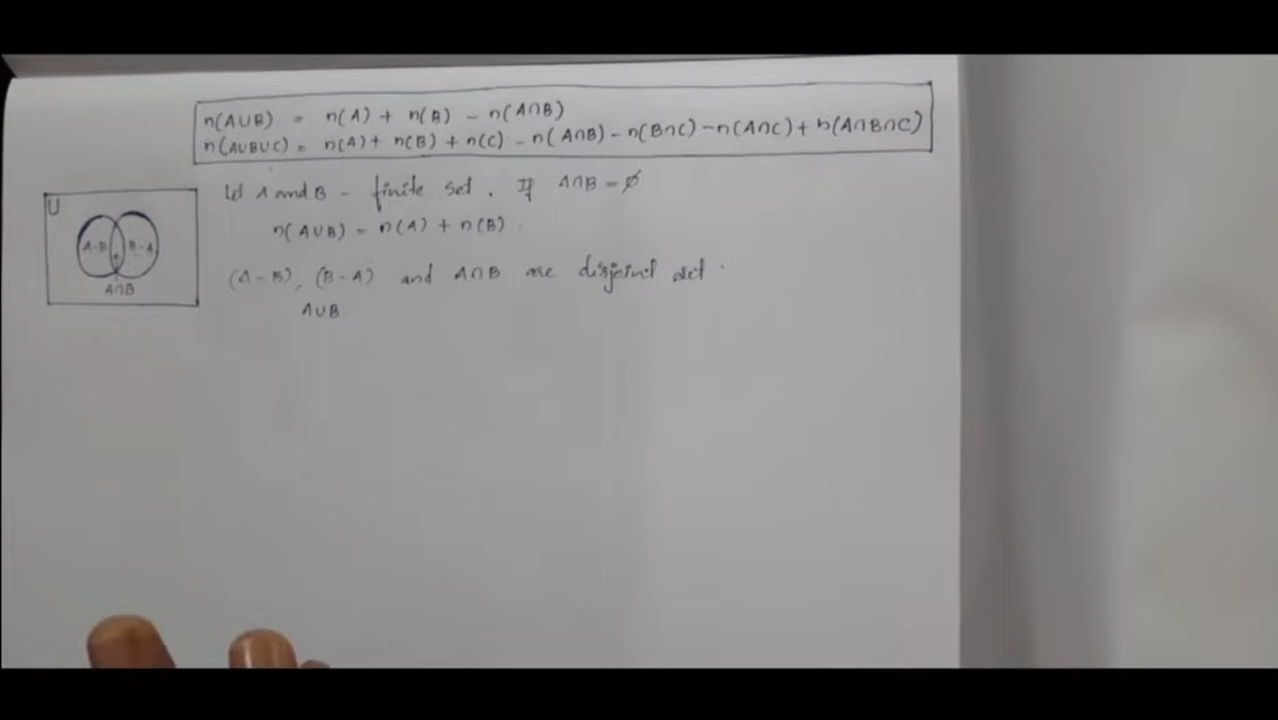 n(A∪B) = n(A) + n(B) - n(A∩B)
n(A∪B∪C) = n(A) + n(B) + n(C) - n(A∩B) - n(B∩C) - n(A∩C) + n(A∩B∩C)
Let A and B - finite set. If A∩B = ∅
n(A∪B) = n(A) + n(B).
(A-B), (B-A) and A∩B are disjoint set.
A∪B
U
A-B B-A
A∩B